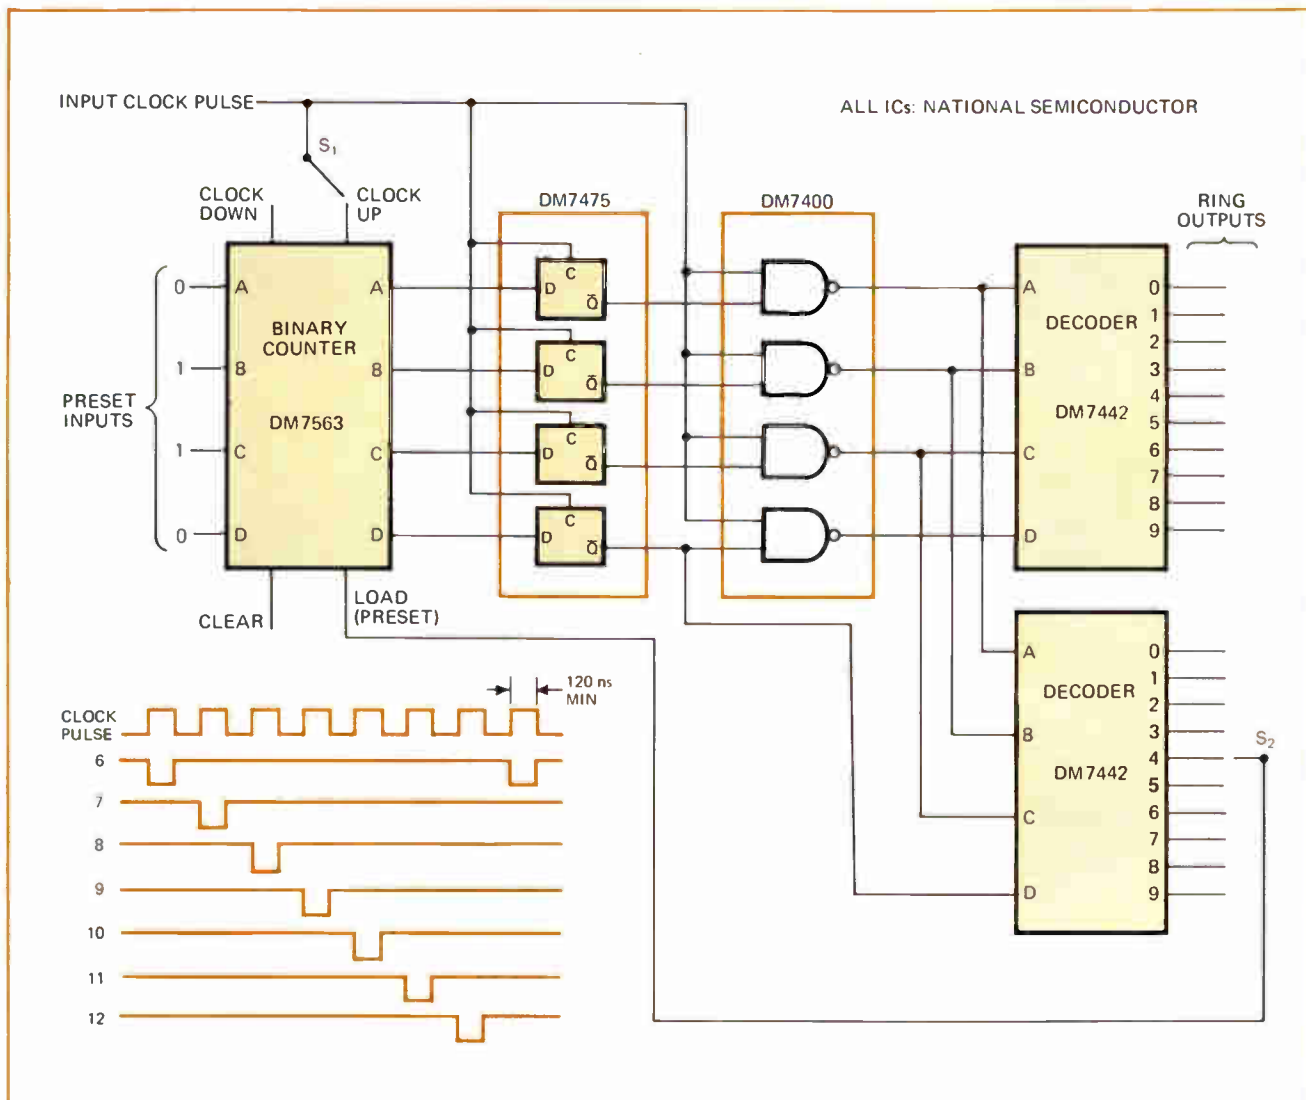 INPUT CLOCK PULSE
ALL ICs: NATIONAL SEMICONDUCTOR
S1
CLOCK DOWN
CLOCK UP
DM7475
DM7400
RING OUTPUTS
PRESET INPUTS
0
1
1
0
A
B
C
D
BINARY COUNTER
DM7563
A
B
C
D
CLEAR
LOAD (PRESET)
C
D
Q̄
C
D
Q̄
C
D
Q̄
C
D
Q̄
A
B
C
D
DECODER
DM7442
0
1
2
3
4
5
6
7
8
9
A
B
C
D
DECODER
DM7442
0
1
2
3
4
5
6
7
8
9
S2
120 ns
MIN
CLOCK PULSE
6
7
8
9
10
11
12